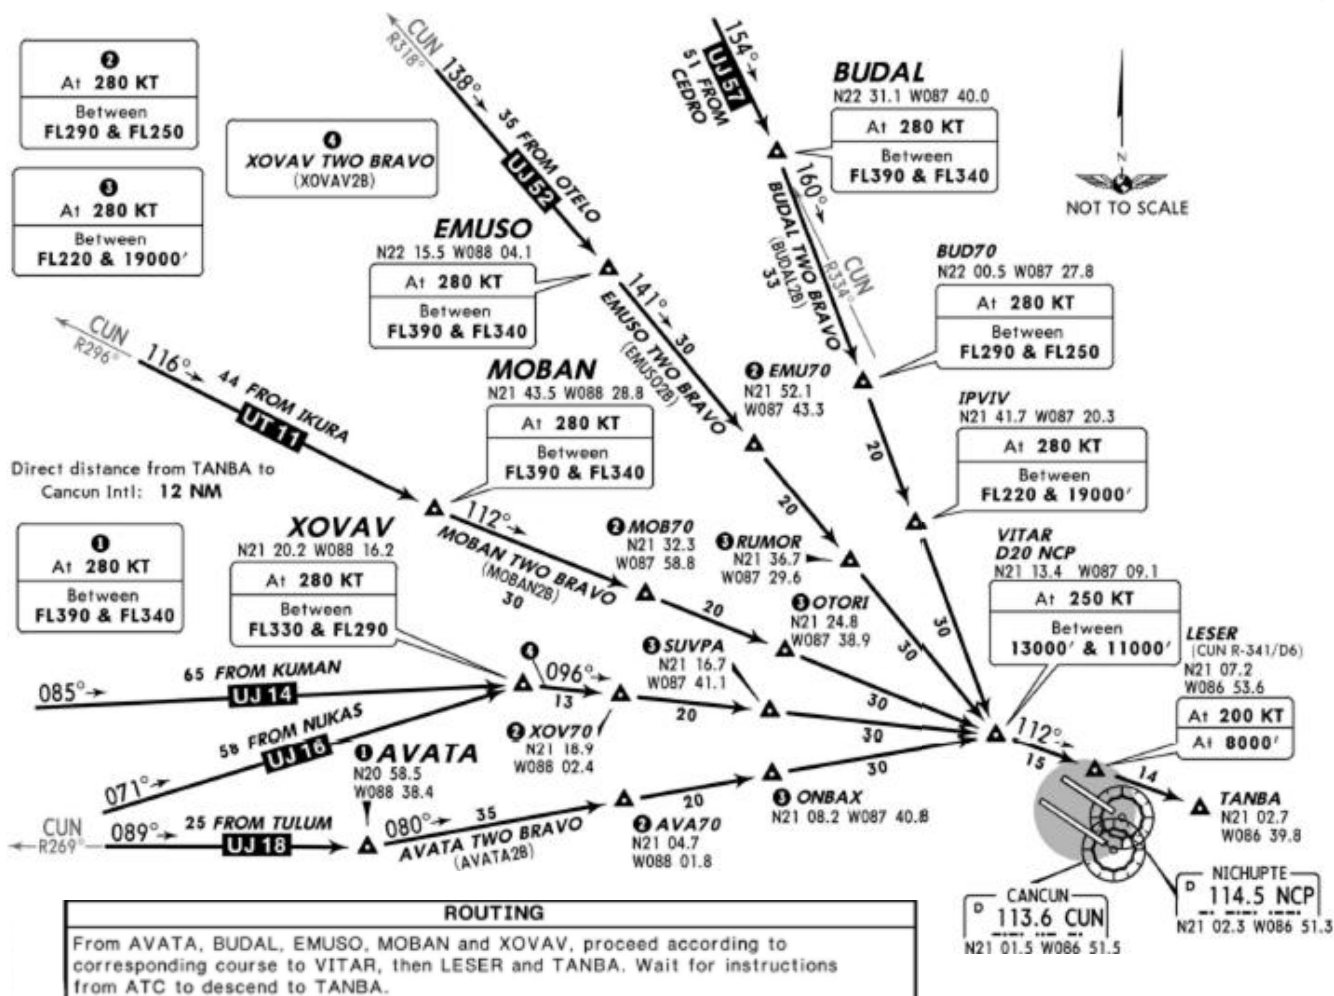 ❷
At 280 KT
Between
FL290 & FL250
❸
At 280 KT
Between
FL220 & 19000'
❹
XOVAV TWO BRAVO
(XOVAV2B)
CUN
R318°
138°
35 FROM OTELO
UJ 52
EMUSO
N22 15.5 W088 04.1
At 280 KT
Between
FL390 & FL340
141°
30
EMUSO TWO BRAVO
(EMUSO2B)
154°
UJ 57
51 FROM
CEDRO
BUDAL
N22 31.1 W087 40.0
At 280 KT
Between
FL390 & FL340
160°
BUDAL TWO BRAVO
(BUDAL2B)
33
CUN
R334°
N
NOT TO SCALE
BUD70
N22 00.5 W087 27.8
At 280 KT
Between
FL290 & FL250
❷ EMU70
N21 52.1
W087 43.3
20
20
IPVIV
N21 41.7 W087 20.3
At 280 KT
Between
FL220 & 19000'
30
CUN
R296°
116°
44 FROM IKURA
UT 11
MOBAN
N21 43.5 W088 28.8
At 280 KT
Between
FL390 & FL340
112°
MOBAN TWO BRAVO
(MOBAN2B)
30
Direct distance from TANBA to
Cancun Intl: 12 NM
❶
At 280 KT
Between
FL390 & FL340
❷ MOB70
N21 32.3
W087 58.8
20
❸ RUMOR
N21 36.7
W087 29.6
30
❸ OTORI
N21 24.8
W087 38.9
30
XOVAV
N21 20.2 W088 16.2
At 280 KT
Between
FL330 & FL290
❹
096°
13
❸ SUVPA
N21 16.7
W087 41.1
20
30
VITAR
D20 NCP
N21 13.4 W087 09.1
At 250 KT
Between
13000' & 11000'
LESER
(CUN R-341/D6)
N21 07.2
W086 53.6
At 200 KT
At 8000'
085°
65 FROM KUMAN
UJ 14
071°
58 FROM NUKAS
UJ 16
❷ XOV70
N21 18.9
W088 02.4
❶ AVATA
N20 58.5
W088 38.4
CUN
R269°
089°
25 FROM TULUM
UJ 18
080°
35
AVATA TWO BRAVO
(AVATA2B)
❷ AVA70
N21 04.7
W088 01.8
20
❸ ONBAX
N21 08.2 W087 40.8
30
112°
15
14
TANBA
N21 02.7
W086 39.8
CANCUN
D 113.6 CUN
N21 01.5 W086 51.5
NICHUPTE
D 114.5 NCP
N21 02.3 W086 51.3
ROUTING
From AVATA, BUDAL, EMUSO, MOBAN and XOVAV, proceed according to
corresponding course to VITAR, then LESER and TANBA. Wait for instructions
from ATC to descend to TANBA.